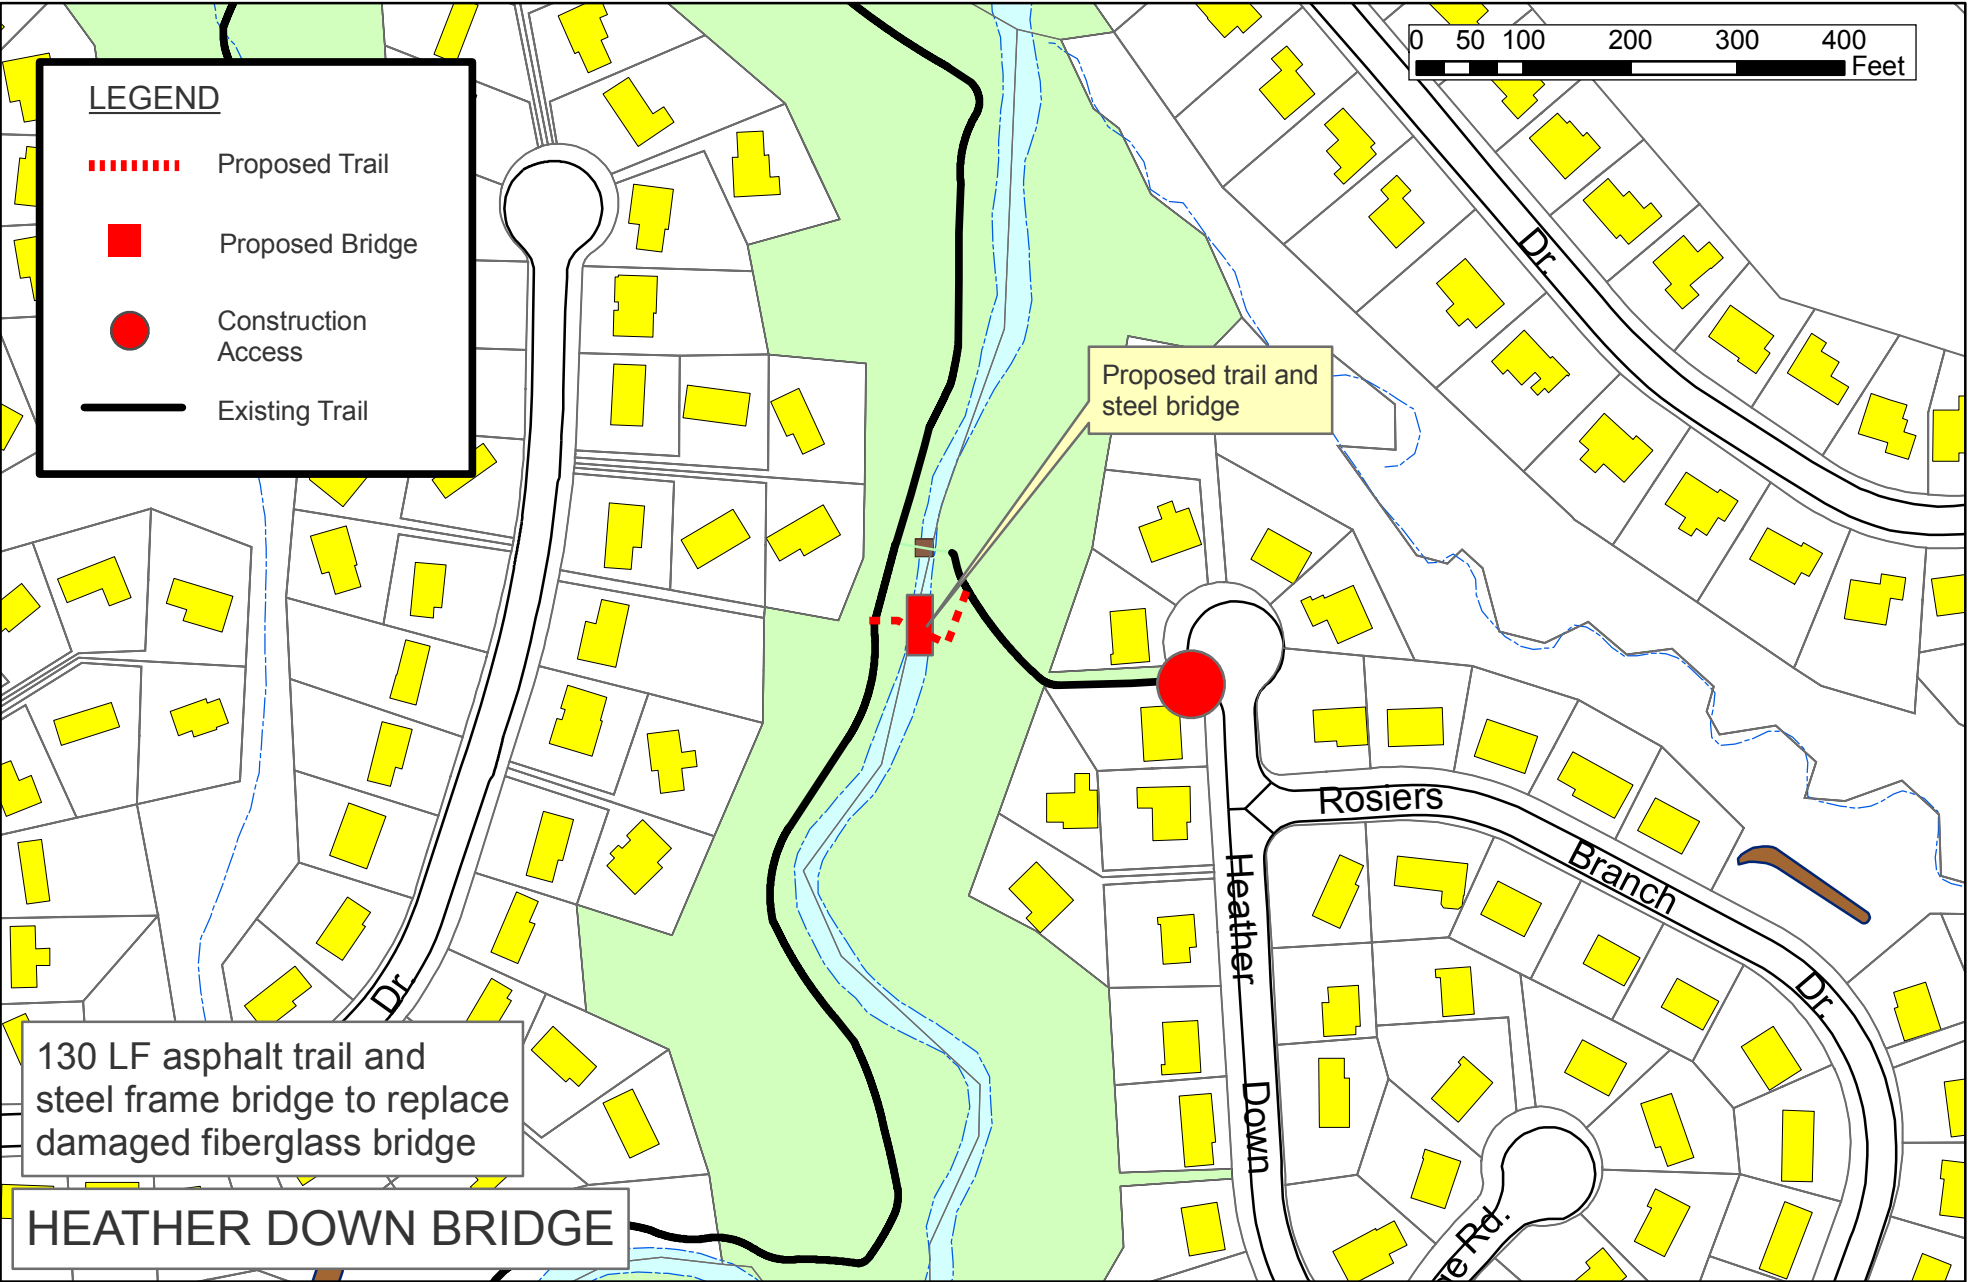 0 50 100 200 300 400
Feet
LEGEND
Proposed Trail
Proposed Bridge
Construction
Access
Existing Trail
Dr.
Proposed trail and
steel bridge
Rosiers
Branch
Dr.
Heather
Down
Dr.
Rd.
130 LF asphalt trail and
steel frame bridge to replace
damaged fiberglass bridge
HEATHER DOWN BRIDGE